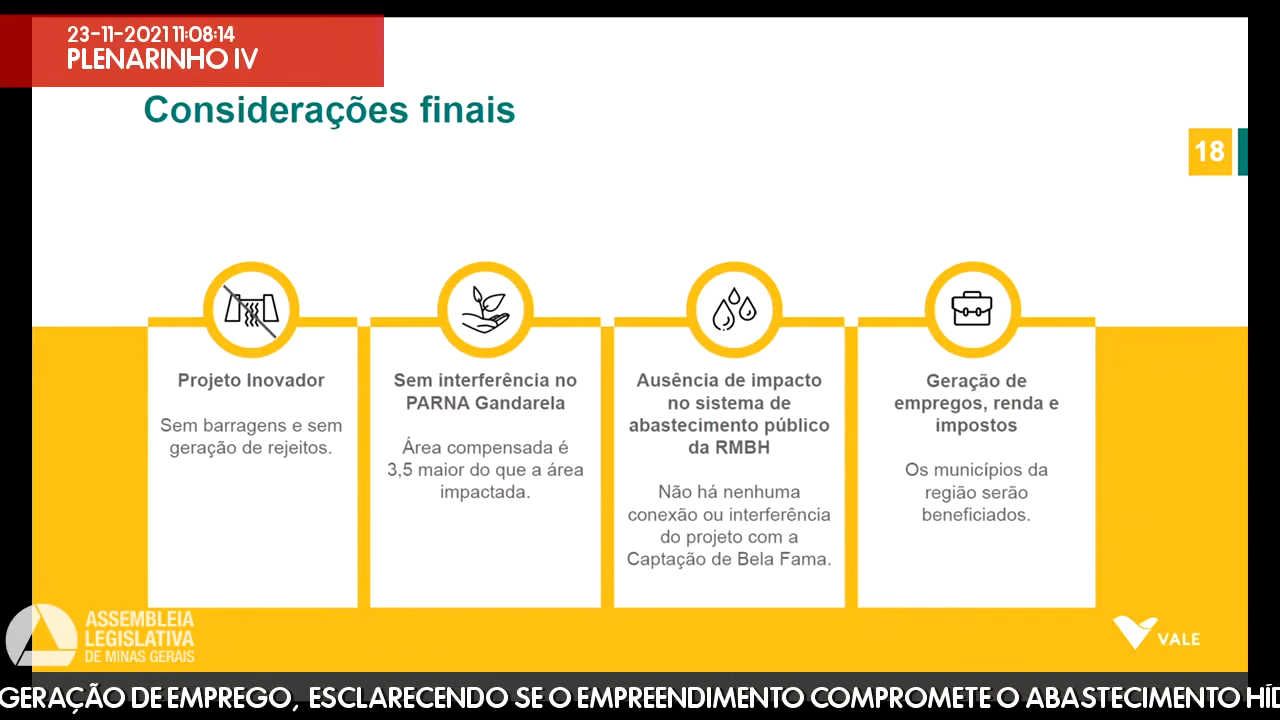 23-11-2021 11:08:14
PLENARINHO IV
Considerações finais
18
Projeto Inovador
Sem barragens e sem
geração de rejeitos.
Sem interferência no
PARNA Gandarela
Área compensada é
3,5 maior do que a área
impactada.
Ausência de impacto
no sistema de
abastecimento público
da RMBH
Não há nenhuma
conexão ou interferência
do projeto com a
Captação de Bela Fama.
Geração de
empregos, renda e
impostos
Os municípios da
região serão
beneficiados.
ASSEMBLEIA
LEGISLATIVA
DE MINAS GERAIS
VALE
GERAÇÃO DE EMPREGO, ESCLARECENDO SE O EMPREENDIMENTO COMPROMETE O ABASTECIMENTO HÍD